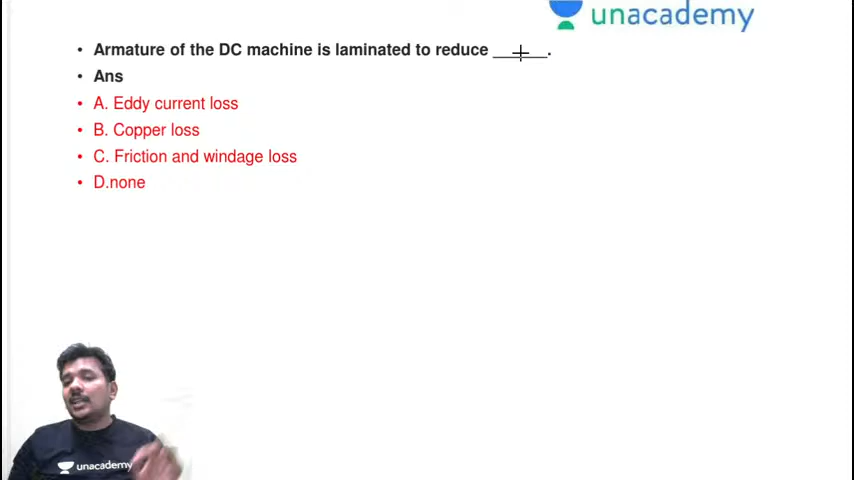 unacademy
• Armature of the DC machine is laminated to reduce ______.
• Ans
• A. Eddy current loss
• B. Copper loss
• C. Friction and windage loss
• D.none
unacademy